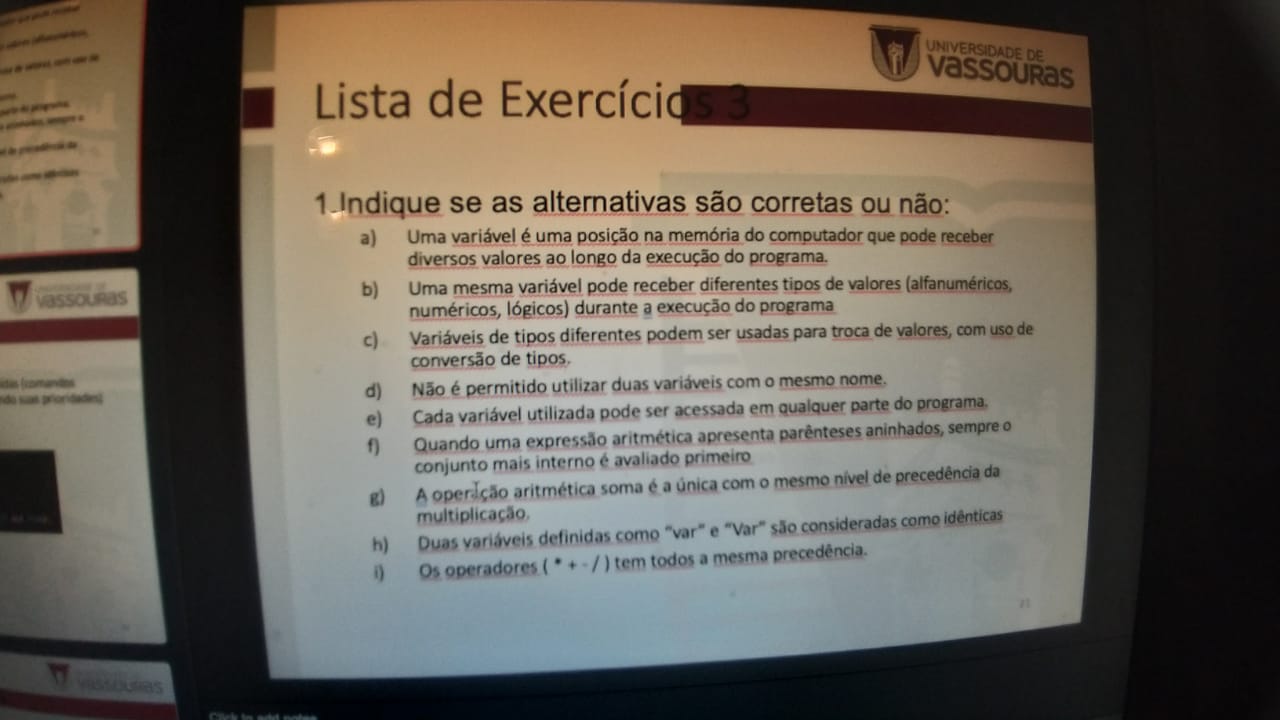 UNIVERSIDADE DE
VASSOURAS
Lista de Exercícios 3
1.Indique se as alternativas são corretas ou não:
a) Uma variável é uma posição na memória do computador que pode receber
diversos valores ao longo da execução do programa.
b) Uma mesma variável pode receber diferentes tipos de valores (alfanuméricos,
numéricos, lógicos) durante a execução do programa
c) Variáveis de tipos diferentes podem ser usadas para troca de valores, com uso de
conversão de tipos.
d) Não é permitido utilizar duas variáveis com o mesmo nome.
e) Cada variável utilizada pode ser acessada em qualquer parte do programa.
f) Quando uma expressão aritmética apresenta parênteses aninhados, sempre o
conjunto mais interno é avaliado primeiro
g) A operação aritmética soma é a única com o mesmo nível de precedência da
multiplicação.
h) Duas variáveis definidas como "var" e "Var" são consideradas como idênticas
i) Os operadores ( * + - / ) tem todos a mesma precedência.
21
VASSOURAS
(comandos
suas prioridades)
VASSOURAS
Click to add notes